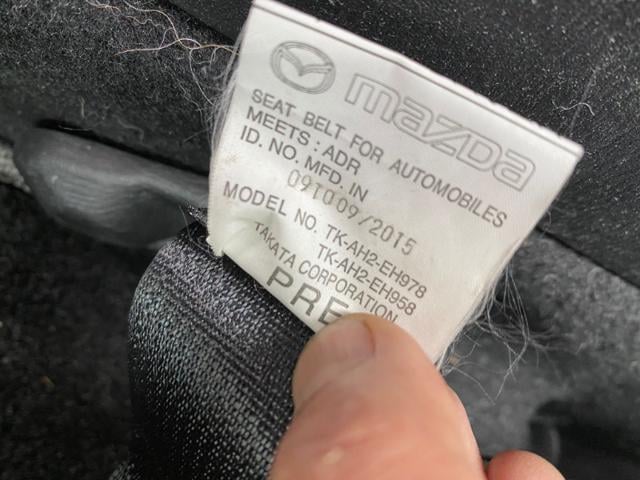 mazda
SEAT BELT FOR AUTOMOBILES
MEETS: ADR
ID. NO. MFD. IN
091009/2015
MODEL NO. TK-AH2-EH978
TK-AH2-EH958
TAKATA CORPORATION
PRE